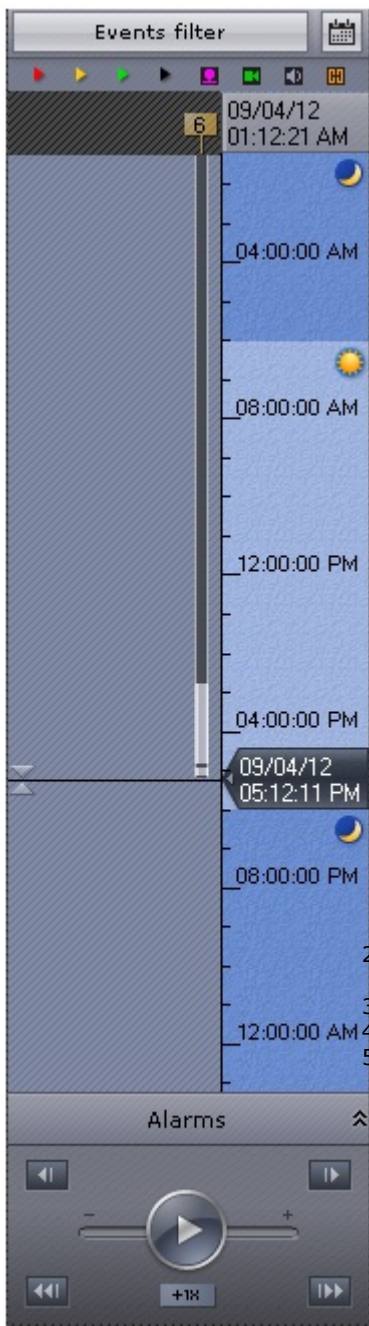 Events filter
6
09/04/12
01:12:21 AM
04:00:00 AM
08:00:00 AM
12:00:00 PM
04:00:00 PM
09/04/12
05:12:11 PM
08:00:00 PM
2
3
12:00:00 AM
4
5
Alarms
- +
+1X